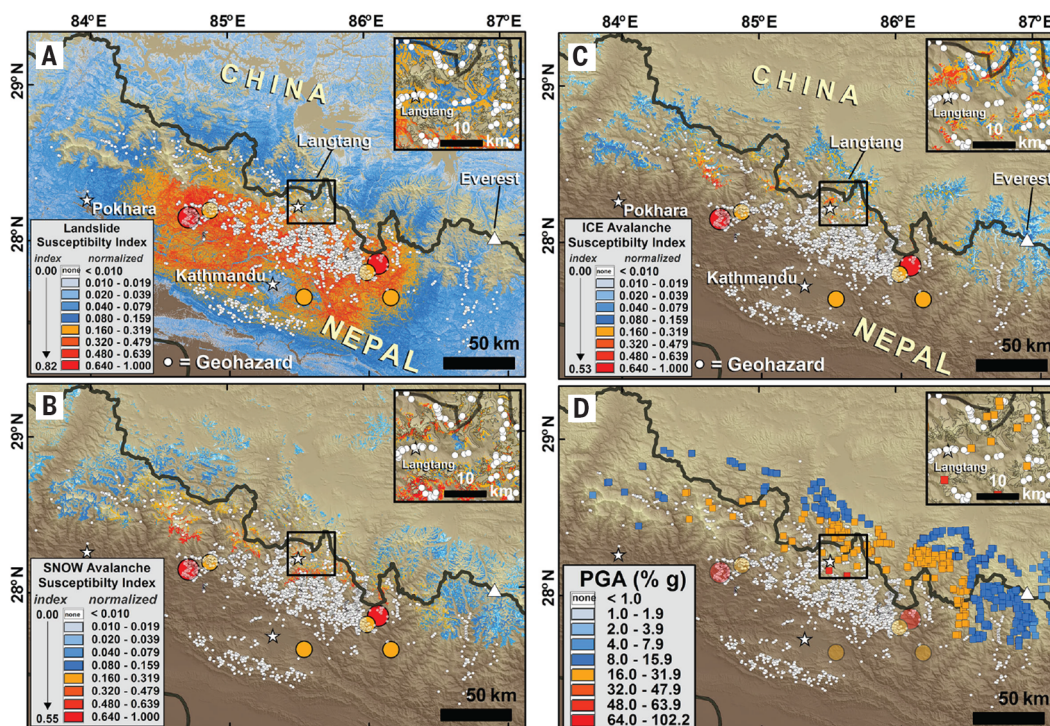 84°E
85°E
86°E
87°E
84°E
85°E
86°E
87°E
A
29°N
28°N
CHINA
Langtang
Langtang
10
km
Everest
Pokhara
Kathmandu
NEPAL
Landslide
Susceptibilty Index
index
normalized
0.00
none
< 0.010
0.010 - 0.019
0.020 - 0.039
0.040 - 0.079
0.080 - 0.159
0.160 - 0.319
0.320 - 0.479
0.480 - 0.639
0.82
0.640 - 1.000
= Geohazard
50 km
C
29°N
28°N
CHINA
Langtang
Langtang
10
km
Everest
Pokhara
Kathmandu
NEPAL
ICE Avalanche
Susceptibilty Index
index
normalized
0.00
none
< 0.010
0.010 - 0.019
0.020 - 0.039
0.040 - 0.079
0.080 - 0.159
0.160 - 0.319
0.320 - 0.479
0.480 - 0.639
0.53
0.640 - 1.000
= Geohazard
50 km
B
29°N
28°N
Langtang
10
km
SNOW Avalanche
Susceptibilty Index
index
normalized
0.00
none
< 0.010
0.010 - 0.019
0.020 - 0.039
0.040 - 0.079
0.080 - 0.159
0.160 - 0.319
0.320 - 0.479
0.480 - 0.639
0.55
0.640 - 1.000
50 km
D
29°N
28°N
Langtang
10
km
PGA (% g)
none
< 1.0
1.0 - 1.9
2.0 - 3.9
4.0 - 7.9
8.0 - 15.9
16.0 - 31.9
32.0 - 47.9
48.0 - 63.9
64.0 - 102.2
50 km